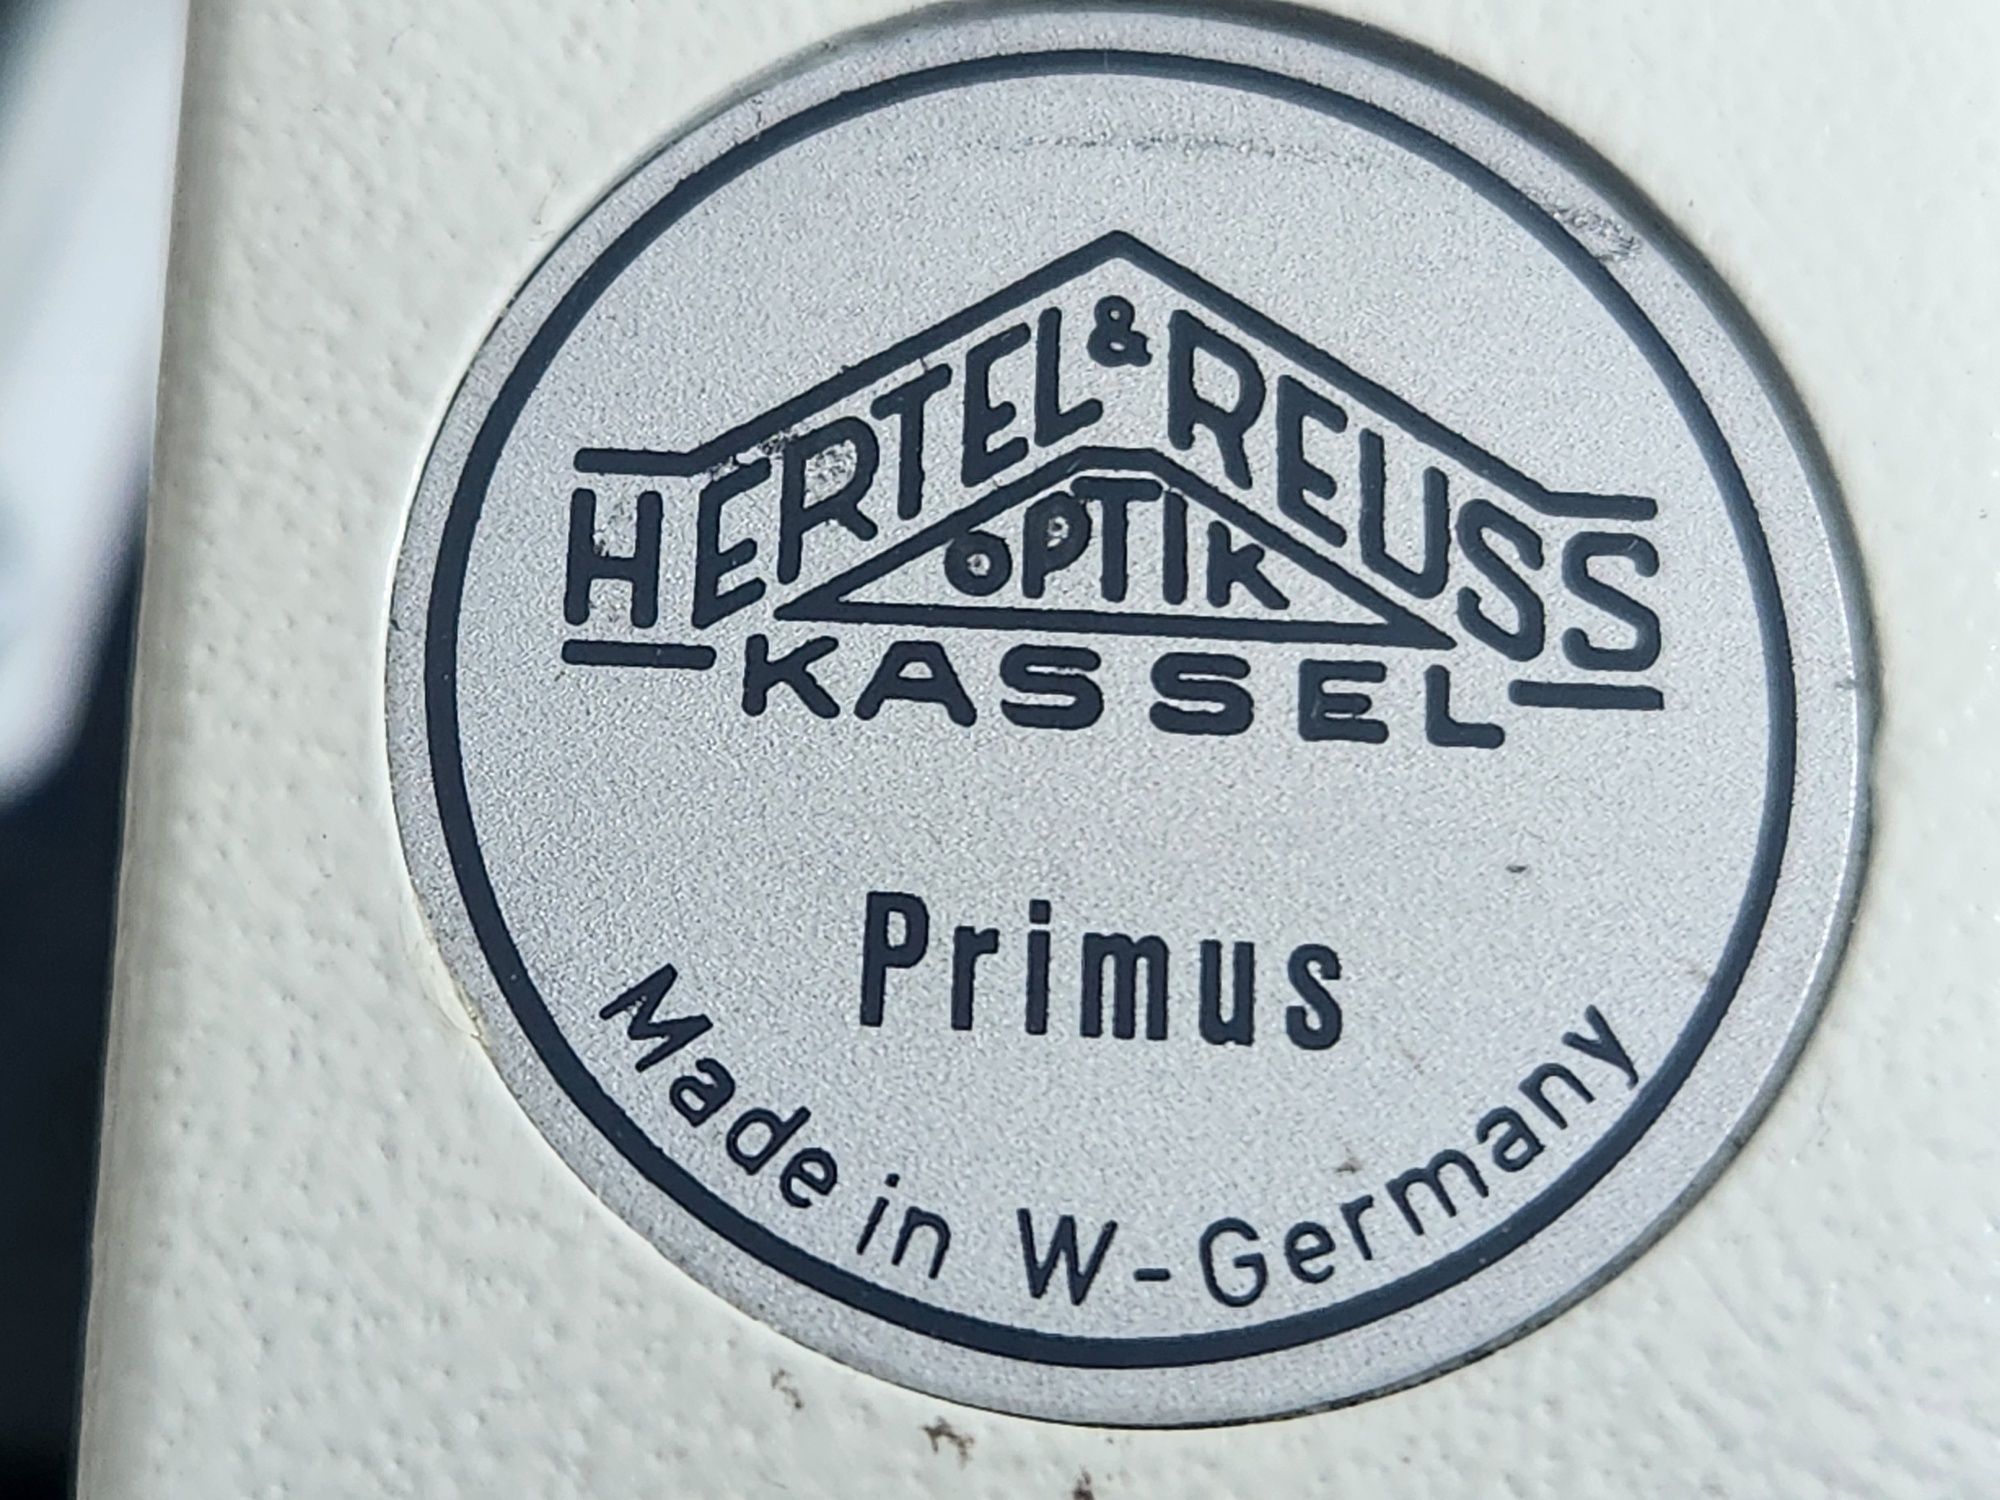 HERTEL & REUSS
OPTIK
KASSEL
Primus
Made in W-Germany